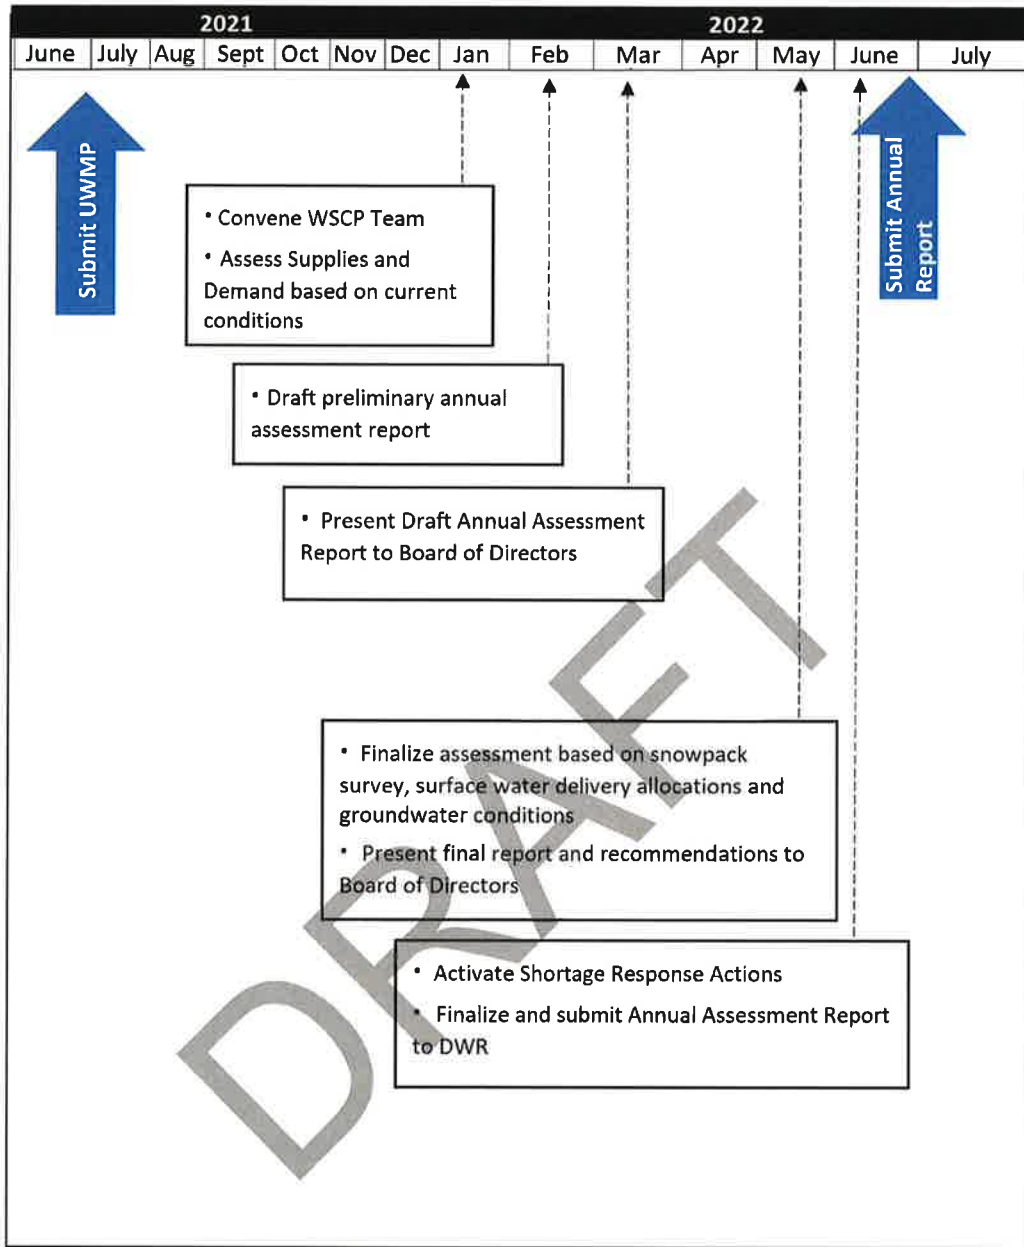 2021 2022
June July Aug Sept Oct Nov Dec Jan Feb Mar Apr May June July
Submit UWMP
Submit Annual
Report
• Convene WSCP Team
• Assess Supplies and
Demand based on current
conditions
• Draft preliminary annual
assessment report
• Present Draft Annual Assessment
Report to Board of Directors
• Finalize assessment based on snowpack
survey, surface water delivery allocations and
groundwater conditions
• Present final report and recommendations to
Board of Directors
• Activate Shortage Response Actions
• Finalize and submit Annual Assessment Report
to DWR
DRAFT